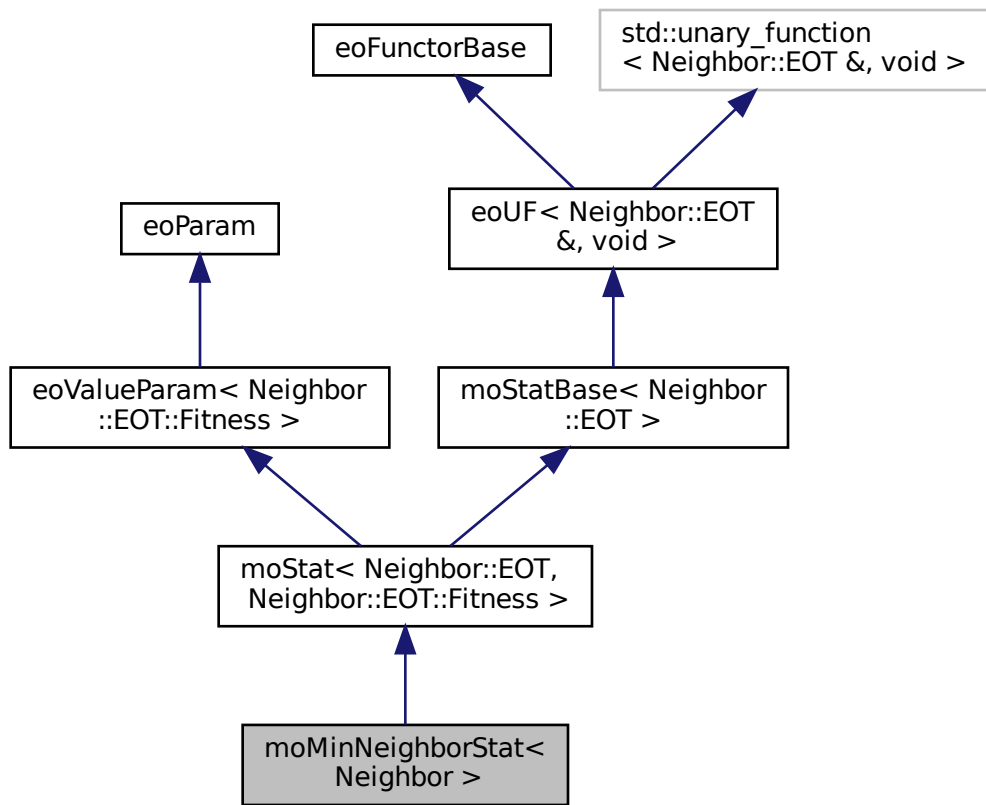 eoFunctorBase
std::unary_function
< Neighbor::EOT &, void >
eoParam
eoUF< Neighbor::EOT
&, void >
eoValueParam< Neighbor
::EOT::Fitness >
moStatBase< Neighbor
::EOT >
moStat< Neighbor::EOT,
Neighbor::EOT::Fitness >
moMinNeighborStat<
Neighbor >